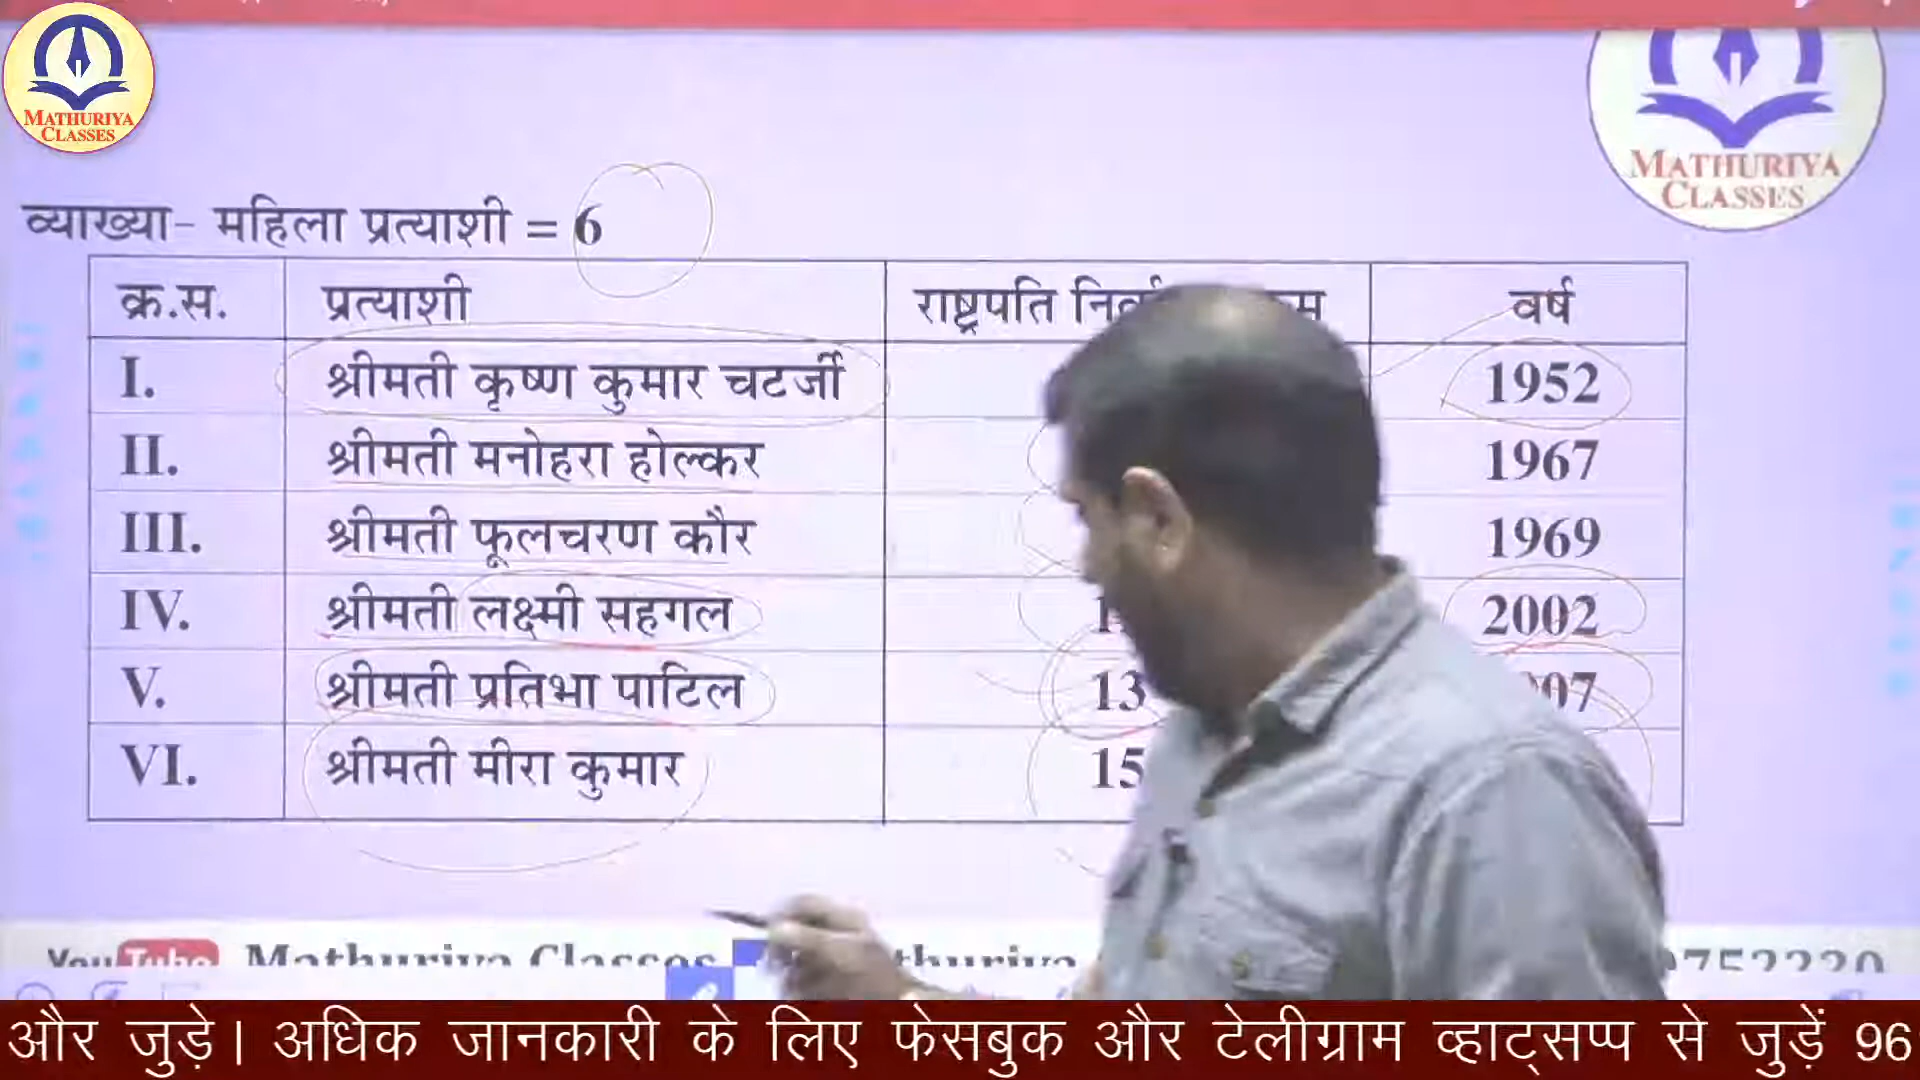 MATHURIYA
CLASSES
MATHURIYA
CLASSES
व्याख्या- महिला प्रत्याशी = 6
क्र.स. प्रत्याशी राष्ट्रपति वर्ष
I. श्रीमती कृष्ण कुमार चटर्जी 1952
II. श्रीमती मनोहरा होल्कर 1967
III. श्रीमती फूलचरण कौर 1969
IV. श्रीमती लक्ष्मी सहगल 2002
V. श्रीमती प्रतिभा पाटिल 13
VI. श्रीमती मीरा कुमार 15
YouTube Mathuriya Classes
और जुड़े। अधिक जानकारी के लिए फेसबुक और टेलीग्राम व्हाट्सप्प से जुड़ें 96